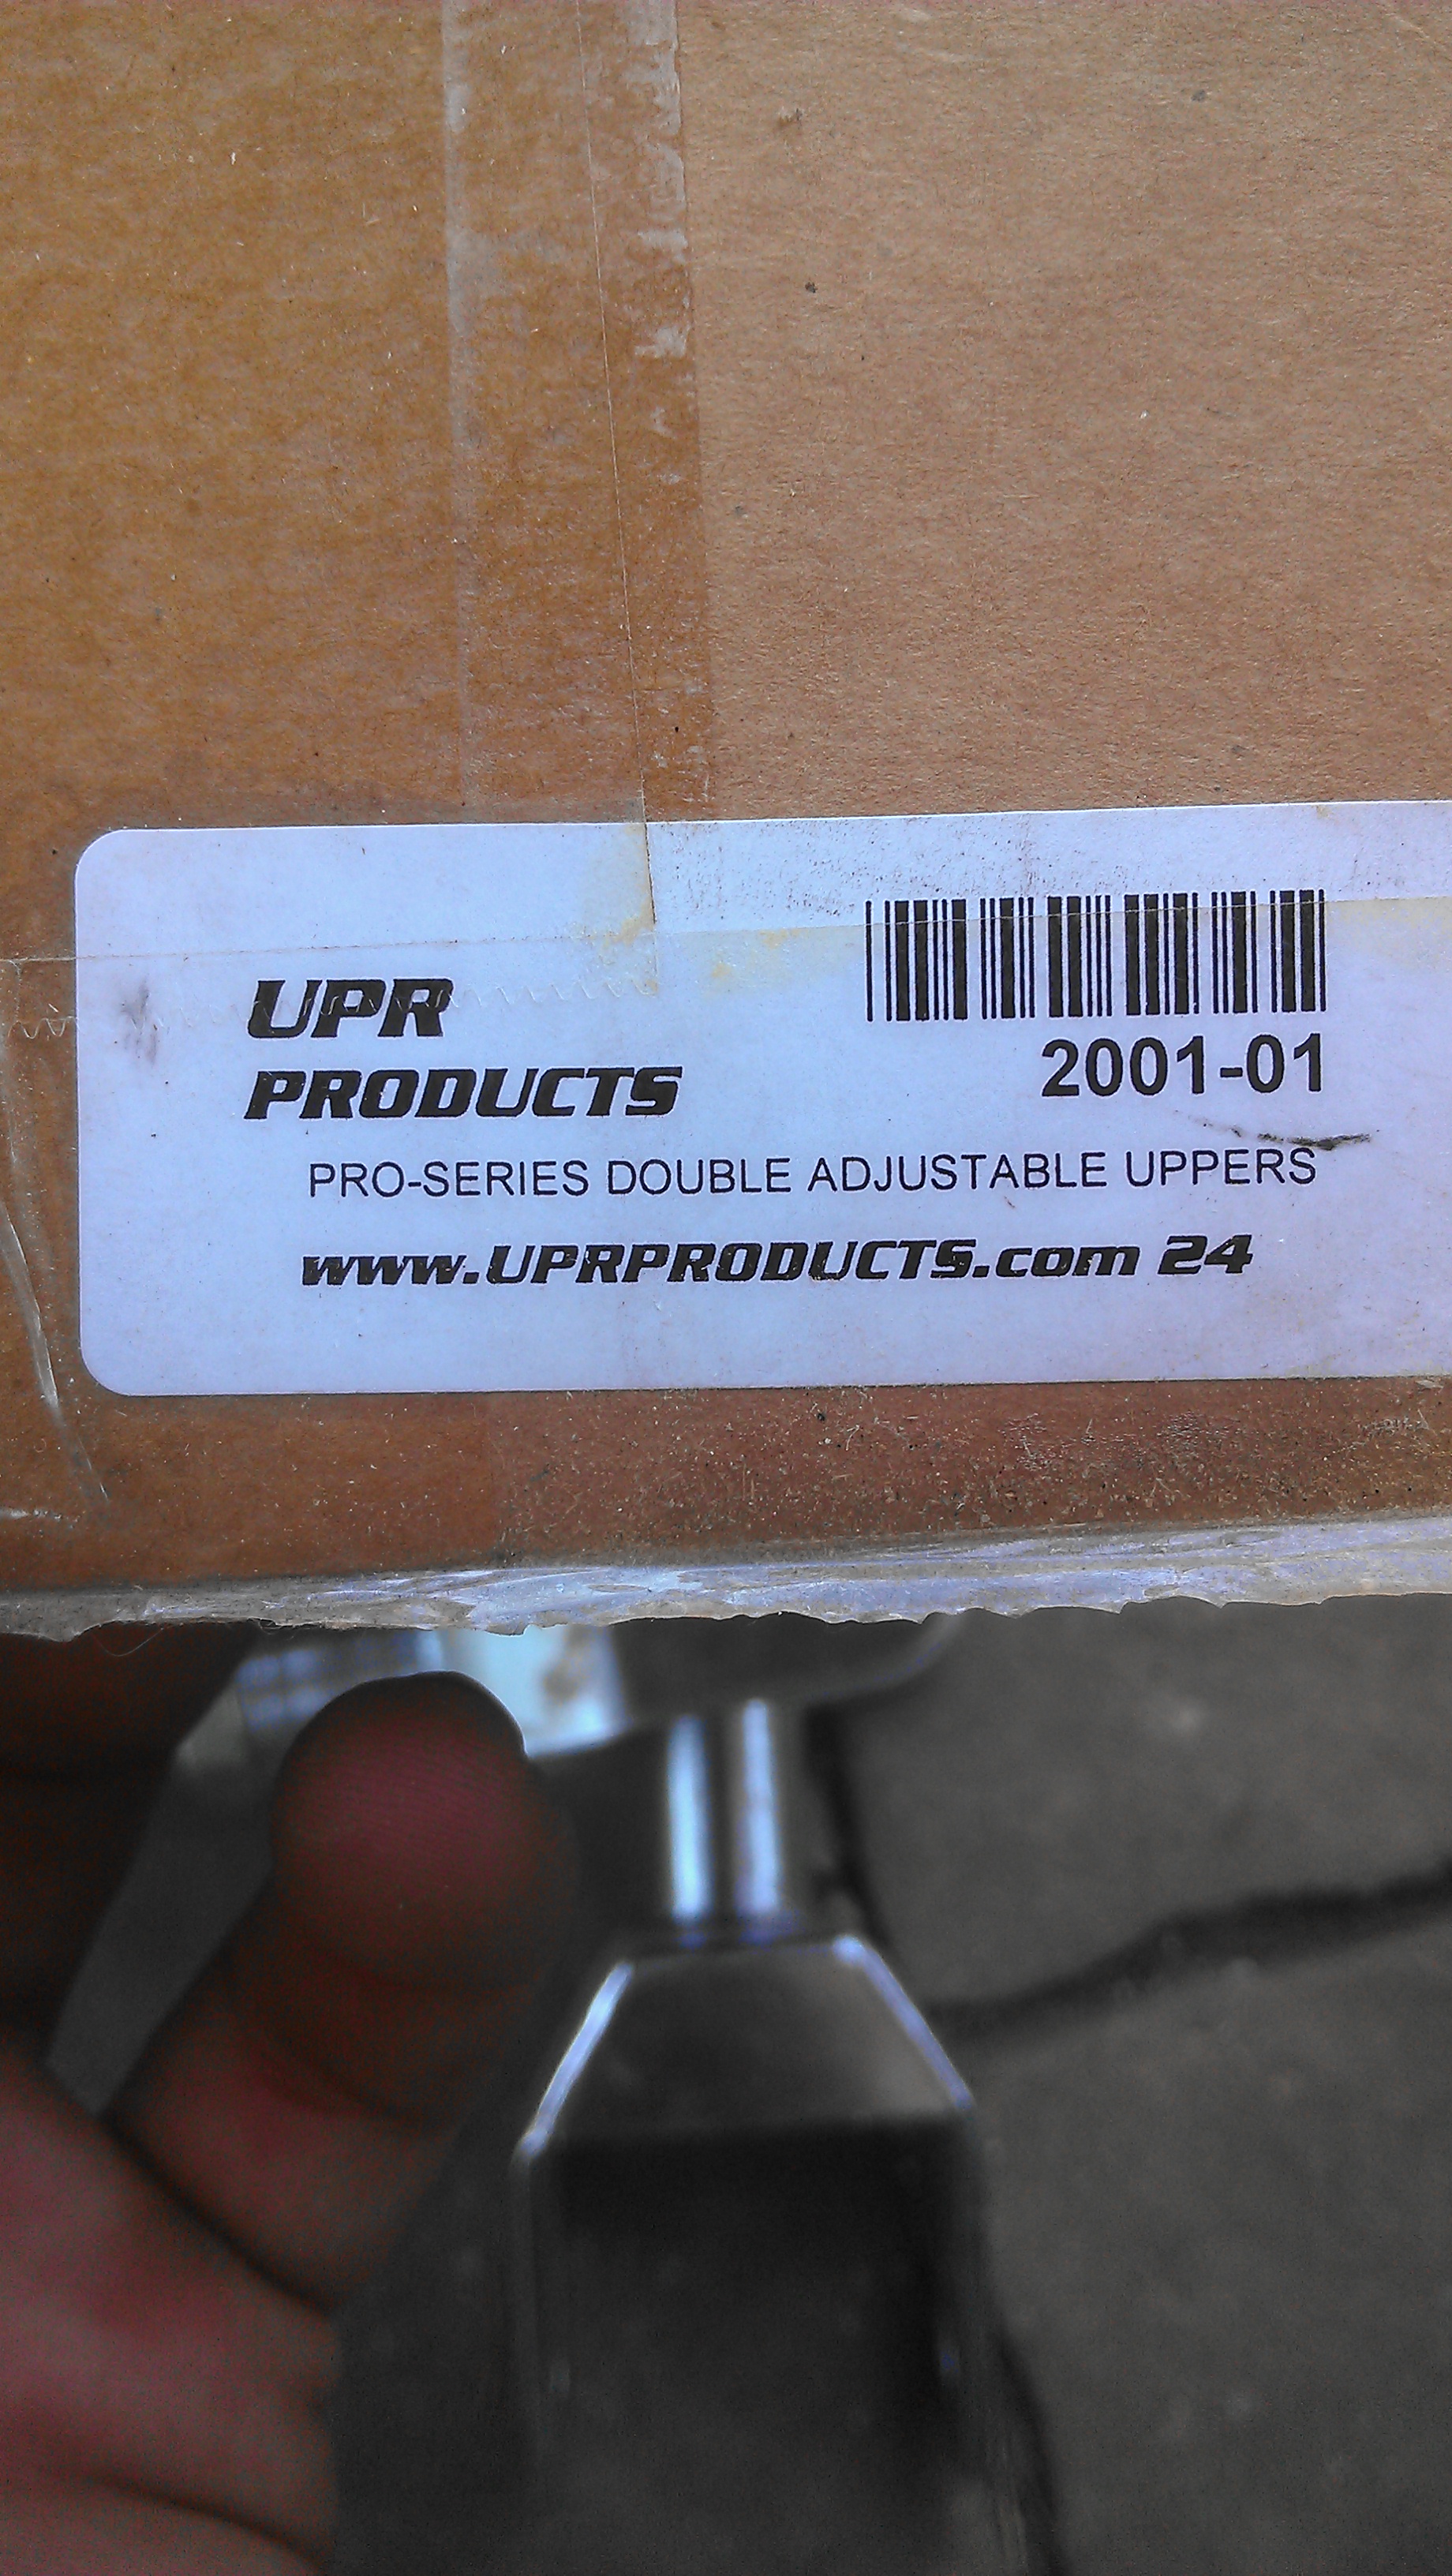 UPR
PRODUCTS
2001-01
PRO-SERIES DOUBLE ADJUSTABLE UPPERS
www.UPRPRODUCTS.com 24